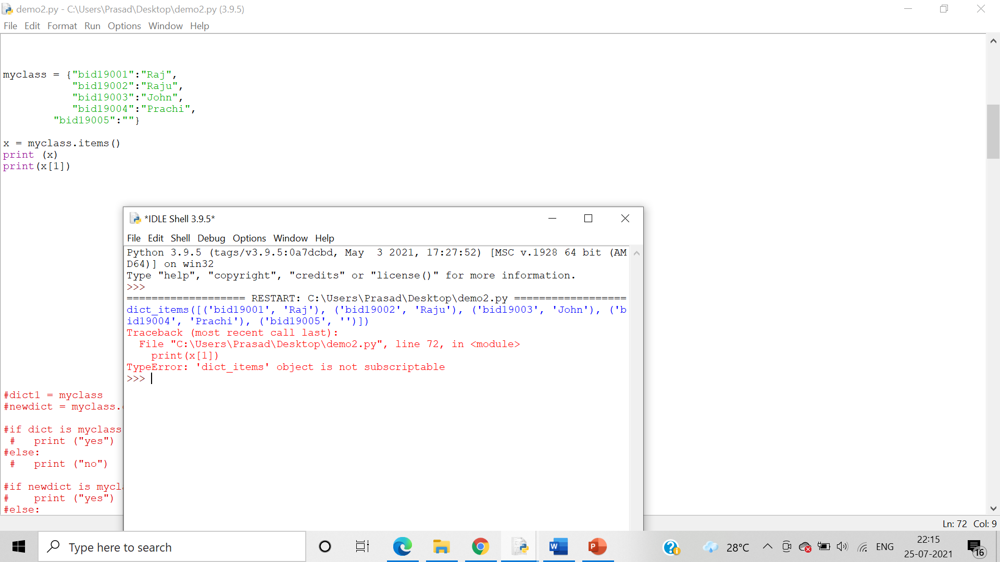 demo2.py - C:\Users\Prasad\Desktop\demo2.py (3.9.5)
File Edit Format Run Options Window Help
myclass = {"bid19001":"Raj",
"bid19002":"Raju",
"bid19003":"John",
"bid19004":"Prachi",
"bid19005":""}
x = myclass.items()
print (x)
print(x[1])
*IDLE Shell 3.9.5*
File Edit Shell Debug Options Window Help
Python 3.9.5 (tags/v3.9.5:0a7dcbd, May  3 2021, 17:27:52) [MSC v.1928 64 bit (AM
D64)] on win32
Type "help", "copyright", "credits" or "license()" for more information.
>>>
=================== RESTART: C:\Users\Prasad\Desktop\demo2.py ==================
dict_items([('bid19001', 'Raj'), ('bid19002', 'Raju'), ('bid19003', 'John'), ('b
id19004', 'Prachi'), ('bid19005', '')])
Traceback (most recent call last):
  File "C:\Users\Prasad\Desktop\demo2.py", line 72, in <module>
    print(x[1])
TypeError: 'dict_items' object is not subscriptable
>>>
#dict1 = myclass
#newdict = myclass.
#if dict is myclass
 #   print ("yes")
#else:
 #   print ("no")
#if newdict is mycl
#    print ("yes")
#else:
Ln: 72 Col: 9
Type here to search
28°C
ENG
22:15
25-07-2021
16